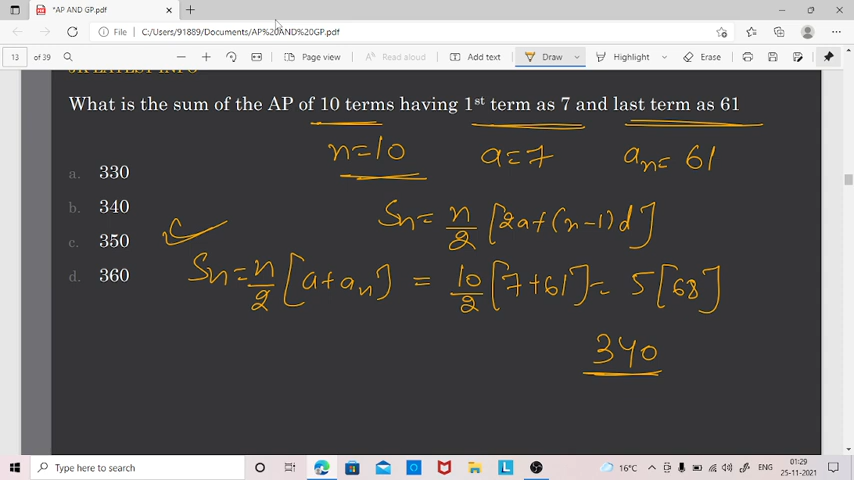 *AP AND GP.pdf
File C:/Users/91889/Documents/AP%20AND%20GP.pdf
13 of 39 Page view Read aloud Add text Draw Highlight Erase
JK LATEST INFO
What is the sum of the AP of 10 terms having 1st term as 7 and last term as 61
n=10 a=7 an= 61
a. 330
b. 340
Sn= n/2 [2a+(n-1)d]
c. 350
Sn= n/2 [a+an] = 10/2 [7+61]= 5[68]
d. 360
340
Type here to search
16°C ENG 01:29
25-11-2021